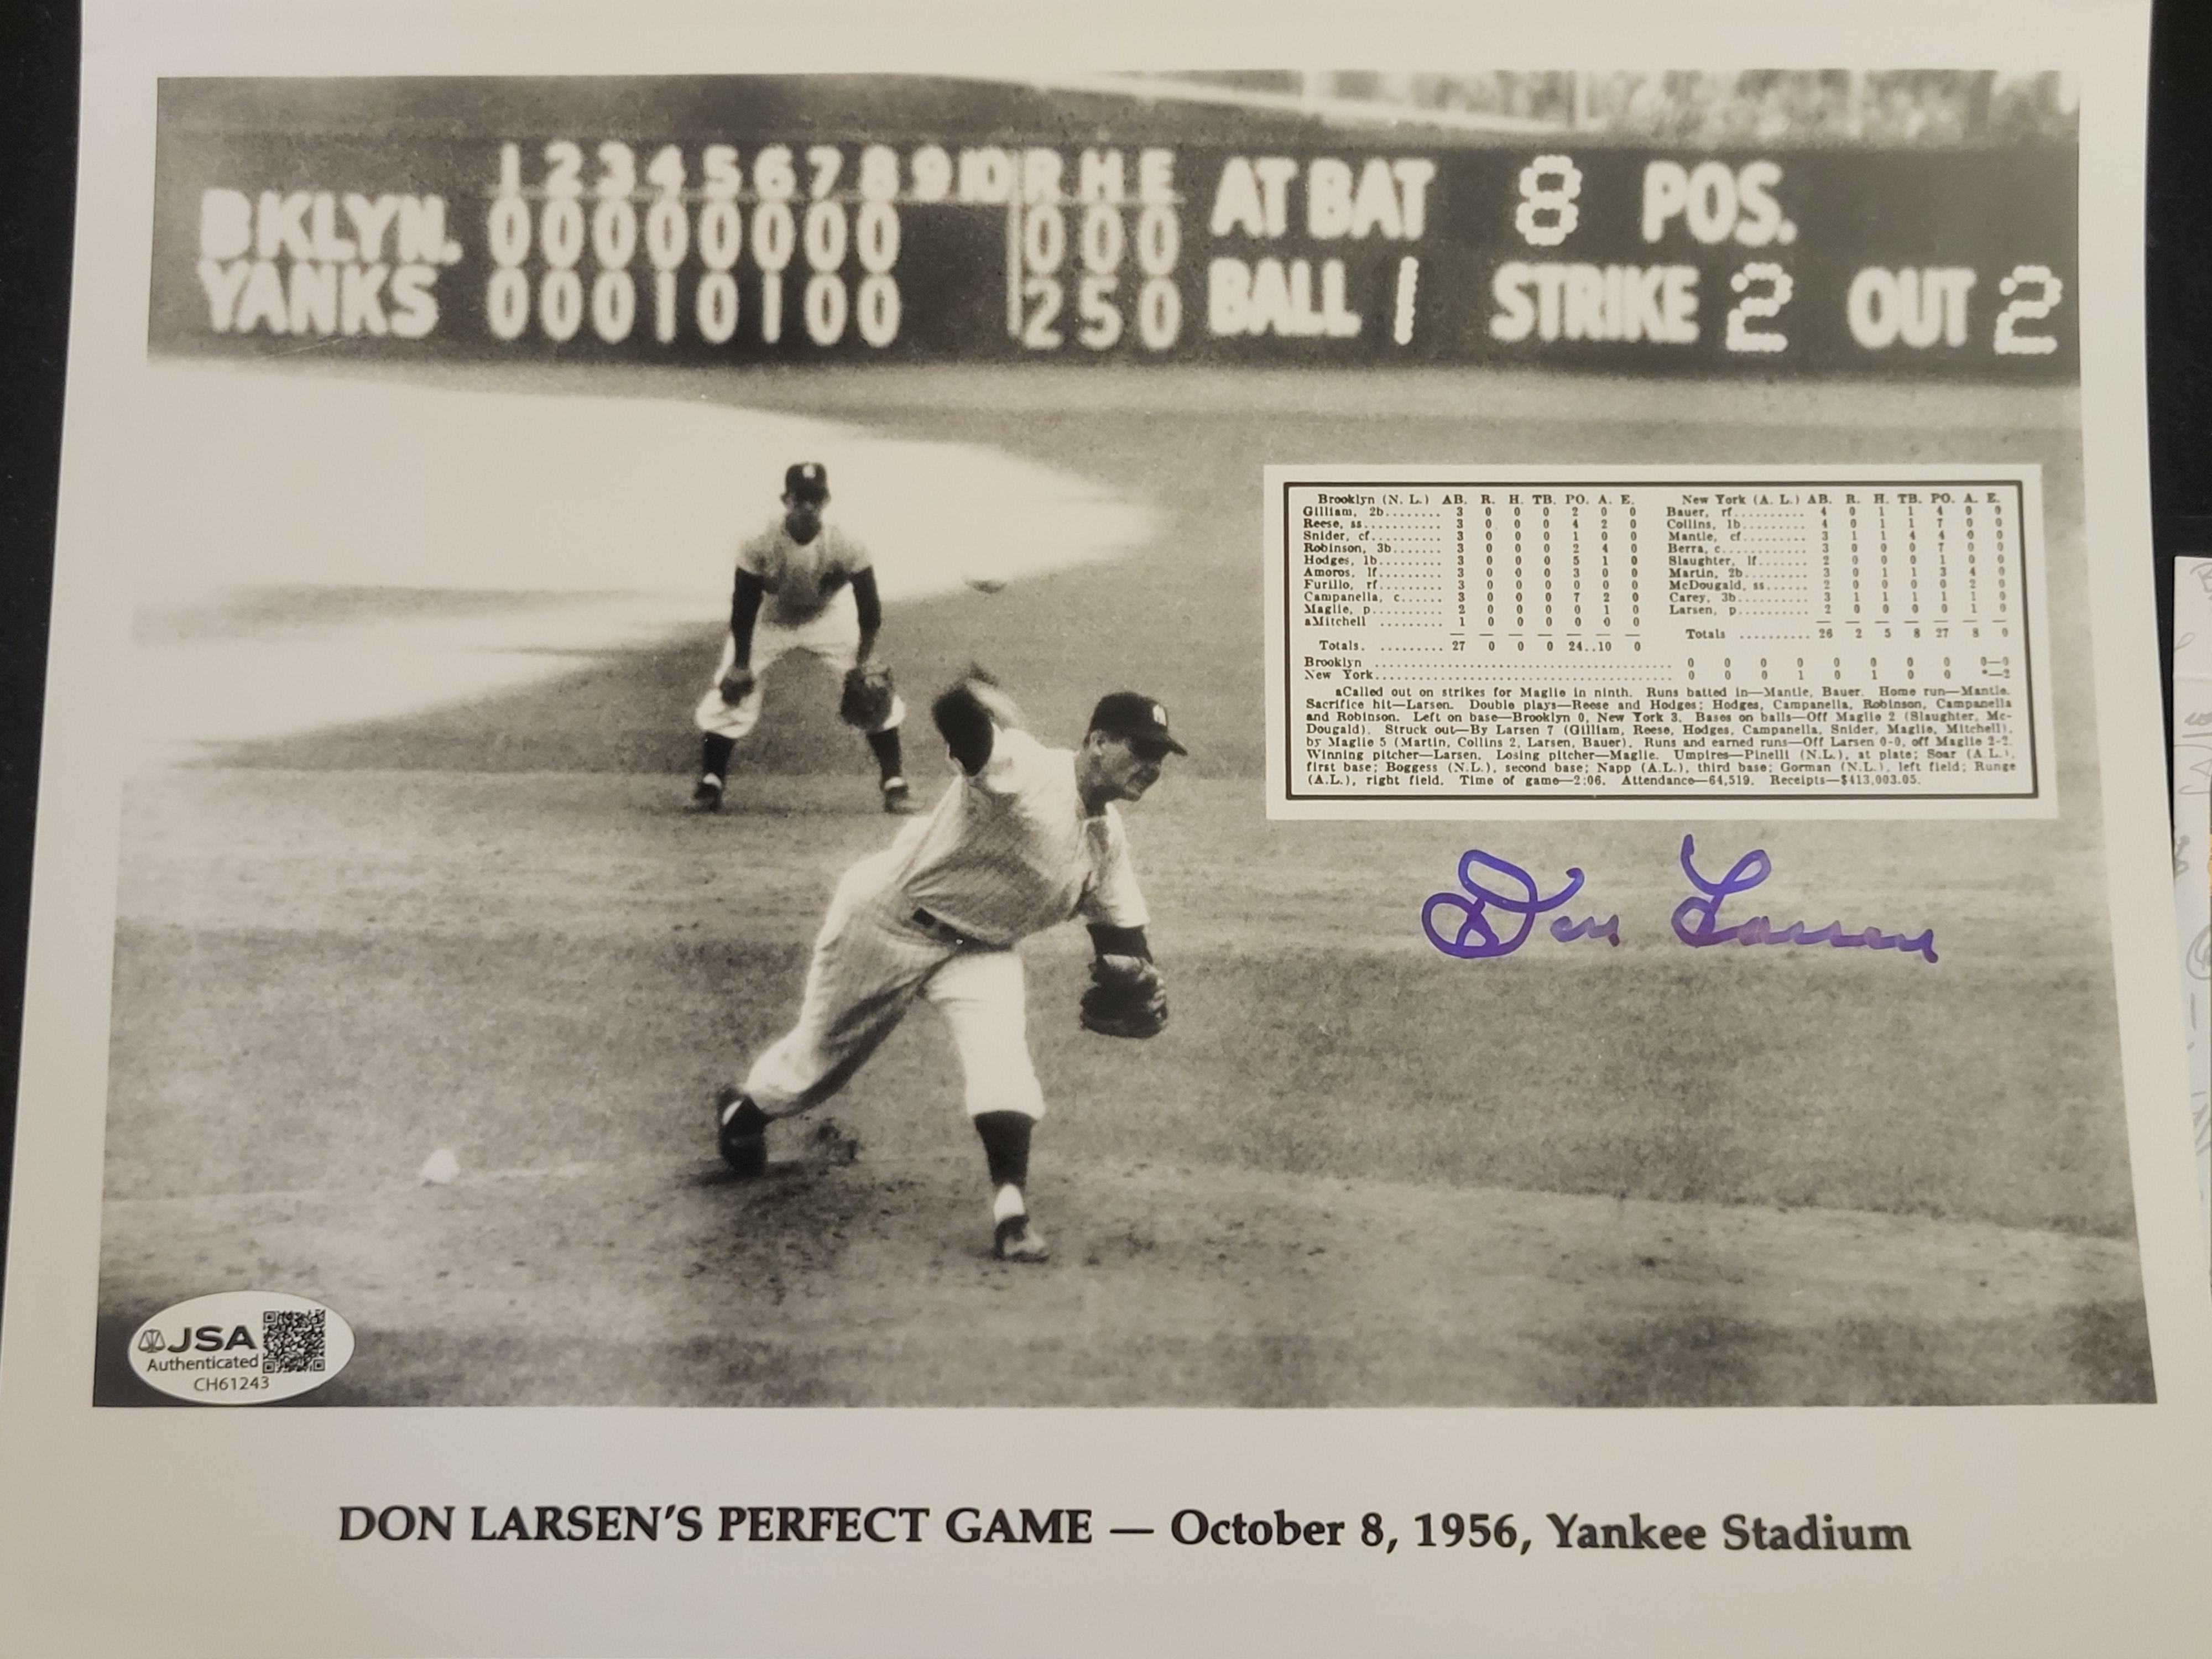 1 2 3 4 5 6 7 8 9 10 R H E AT BAT 8 POS.
BKLYN. 0 0 0 0 0 0 0 0 0 0 0
YANKS 0 0 0 1 0 1 0 0 2 5 0 BALL 1 STRIKE 2 OUT 2
Brooklyn (N. L.) AB. R. H. TB. PO. A. E.
Gilliam, 2b........ 3 0 0 0 2 0 0
Reese, ss........... 3 0 0 0 4 2 0
Snider, cf.......... 3 0 0 0 1 0 0
Robinson, 3b....... 3 0 0 0 2 4 0
Hodges, 1b......... 3 0 0 0 5 1 0
Amoros, lf.......... 3 0 0 0 3 0 0
Furillo, rf........... 3 0 0 0 0 0 0
Campanella, c...... 3 0 0 0 7 2 0
Maglie, p........... 2 0 0 0 0 1 0
aMitchell .......... 1 0 0 0 0 0 0
Totals. ......... 27 0 0 0 24..10 0
New York (A. L.) AB. R. H. TB. PO. A. E.
Bauer, rf........... 4 0 1 1 4 0 0
Collins, 1b.......... 4 0 1 1 7 0 0
Mantle, cf.......... 3 1 1 4 4 0 0
Berra, c............. 3 0 0 0 7 0 0
Slaughter, lf........ 2 0 0 0 1 0 0
Martin, 2b.......... 3 0 1 1 3 4 0
McDougald, ss...... 2 0 0 0 0 2 0
Carey, 3b........... 3 1 1 1 1 1 0
Larsen, p........... 2 0 0 0 0 1 0
Totals .......... 26 2 5 8 27 8 0
Brooklyn ........................ 0 0 0 0 0 0 0 0 0—0
New York........................ 0 0 0 1 0 1 0 0 *—2
aCalled out on strikes for Maglie in ninth. Runs batted in—Mantle, Bauer. Home run—Mantle.
Sacrifice hit—Larsen. Double plays—Reese and Hodges; Hodges, Campanella, Robinson, Campanella
and Robinson. Left on base—Brooklyn 0, New York 3. Bases on balls—Off Maglie 2 (Slaughter, Mc-
Dougald). Struck out—By Larsen 7 (Gilliam, Reese, Hodges, Campanella, Snider, Maglie, Mitchell),
by Maglie 5 (Martin, Collins 2, Larsen, Bauer). Runs and earned runs—Off Larsen 0-0, off Maglie 2-2.
Winning pitcher—Larsen. Losing pitcher—Maglie. Umpires—Pinelli (N.L.), at plate; Soar (A.L.),
first base; Boggess (N.L.), second base; Napp (A.L.), third base; Gorman (N.L.), left field; Runge
(A.L.), right field. Time of game—2:06. Attendance—64,519. Receipts—$413,003.05.
Don Larsen
JSA
Authenticated
CH61243
DON LARSEN'S PERFECT GAME — October 8, 1956, Yankee Stadium